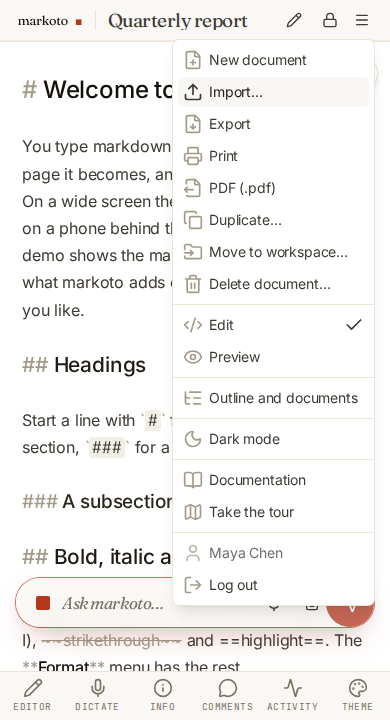 markoto
Quarterly report
# Welcome to
New document
Import...
Export
Print
PDF (.pdf)
Duplicate...
Move to workspace...
Delete document...
Edit
Preview
Outline and documents
Dark mode
Documentation
Take the tour
Maya Chen
Log out
You type markdown
page it becomes, an
On a wide screen the
on a phone behind th
demo shows the ma
what markoto adds
you like.
## Headings
Start a line with `#`
section, `###` for a
### A subsection
## Bold, italic a
Ask markoto...
I), ~~strikethrough~~ and ==highlight==. The
**Format** menu has the rest
EDITOR
DICTATE
INFO
COMMENTS
ACTIVITY
THEME